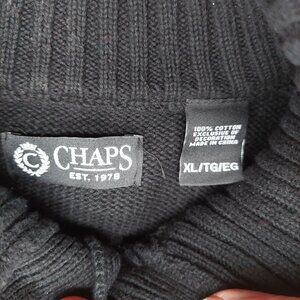 C
CHAPS
EST. 1978
100% COTTON
EXCLUSIVE OF
DECORATION
MADE IN CHINA
XL/TG/EG